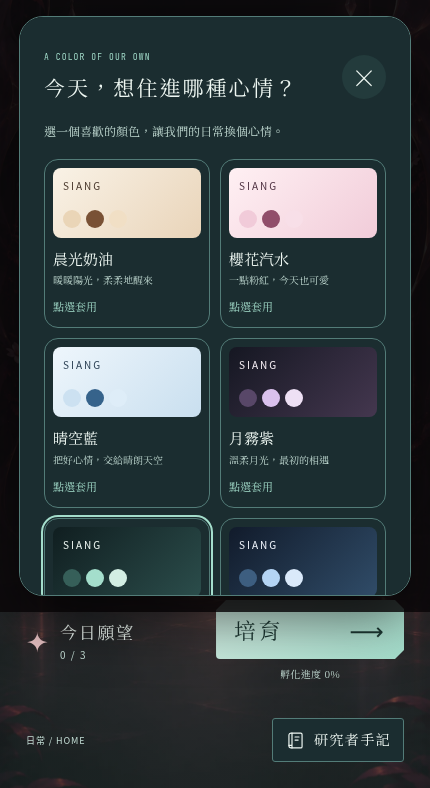 A COLOR OF OUR OWN
今天，想住進哪種心情？
選一個喜歡的顏色，讓我們的日常換個心情。
SIANG
晨光奶油
暖暖陽光，柔柔地醒來
點選套用
SIANG
櫻花汽水
一點粉紅，今天也可愛
點選套用
SIANG
晴空藍
把好心情，交給晴朗天空
點選套用
SIANG
月霧紫
溫柔月光，最初的相遇
點選套用
SIANG
SIANG
今日願望
0 / 3
培育
孵化進度 0%
日常 / HOME
研究者手記